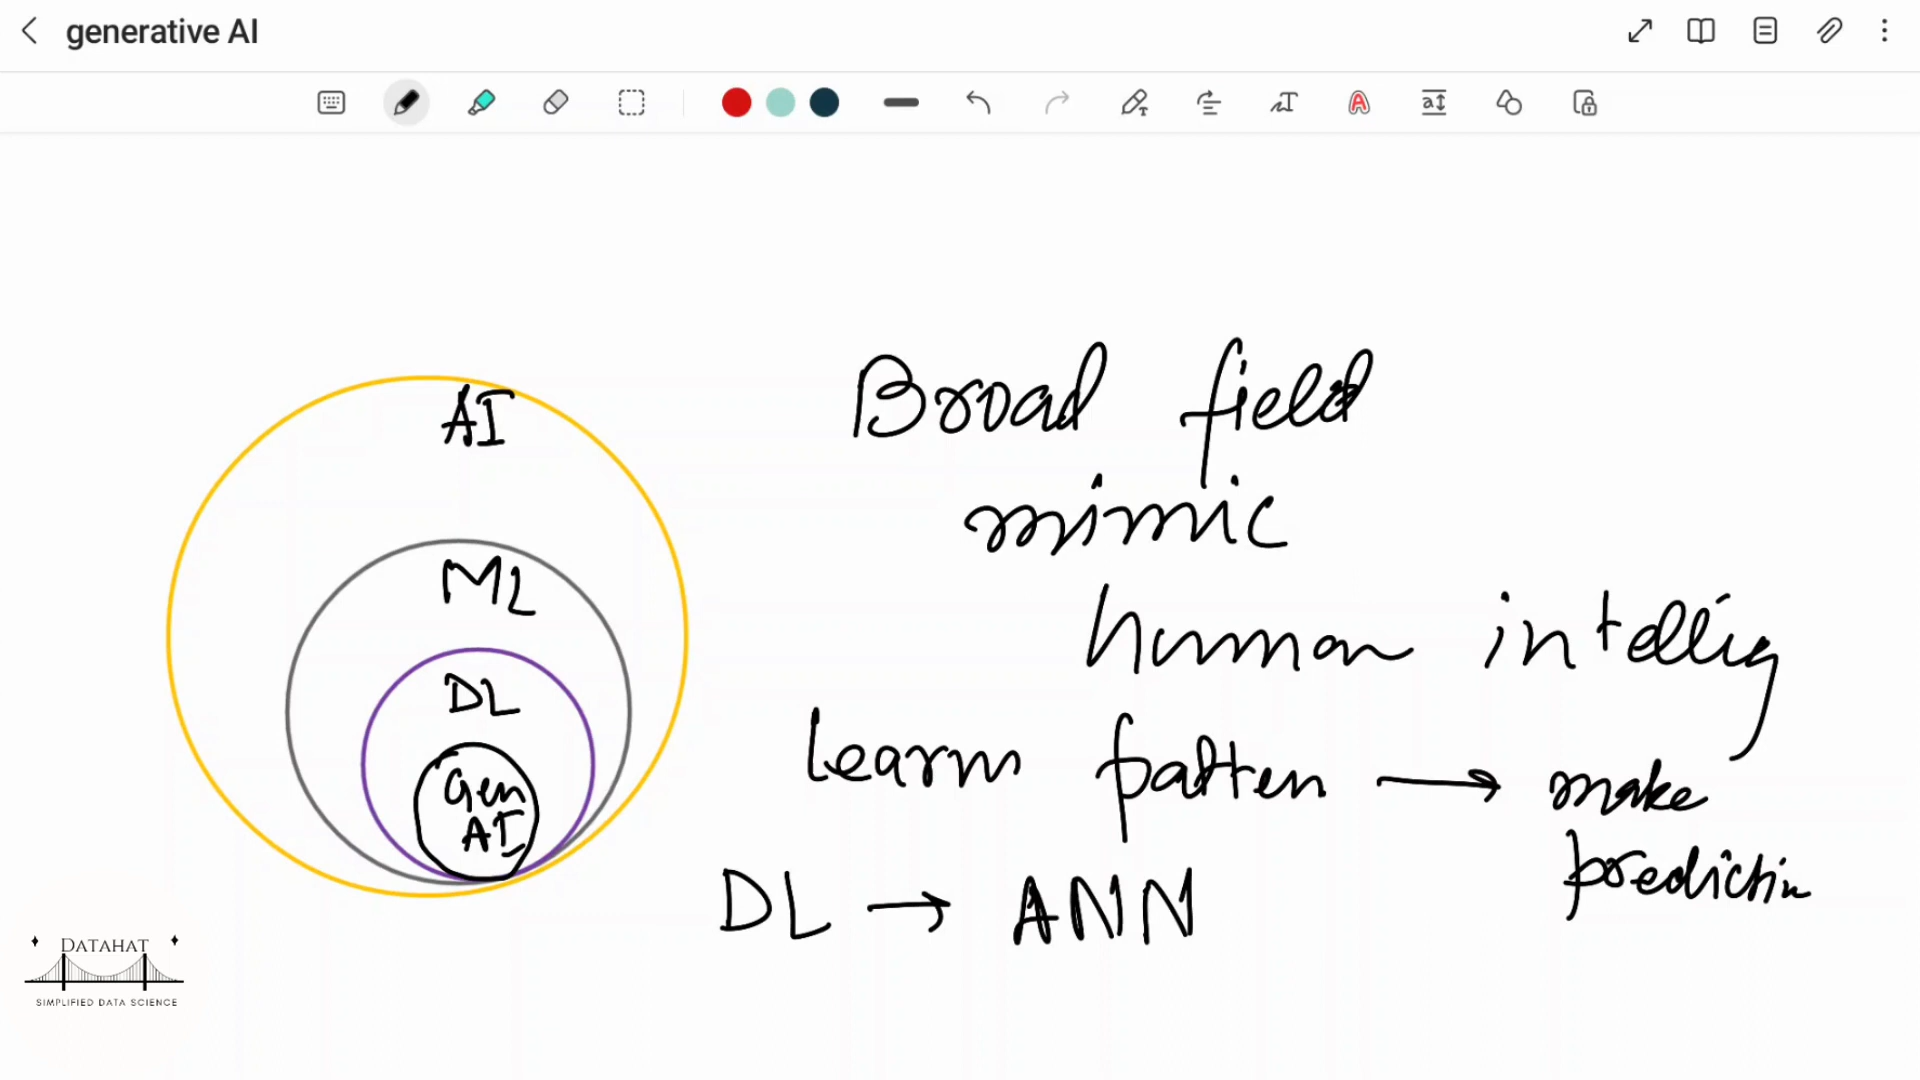 generative AI
AI
ML
DL
Gen
AI
Broad field
mimic
human intellig
learn patten → make
prediction
DL → ANN
DATAHAT
SIMPLIFIED DATA SCIENCE